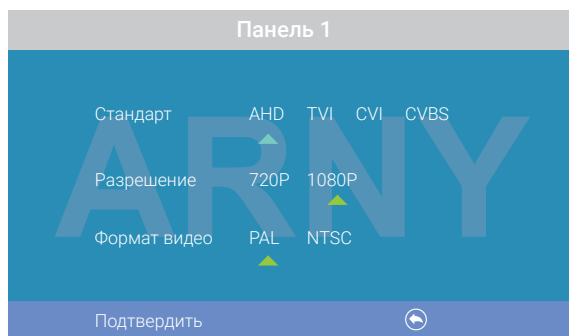 Панель 1
ARNY
Стандарт AHD TVI CVI CVBS
Разрешение 720P 1080P
Формат видео PAL NTSC
Подтвердить